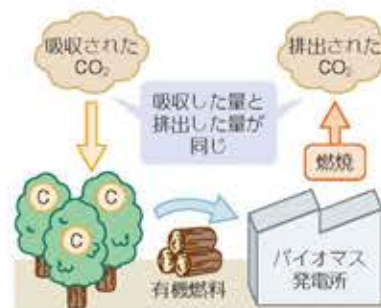 吸収された
CO₂
排出された
CO₂
吸収した量と
排出した量が
同じ
燃焼
C
C
C
有機燃料
バイオマス
発電所